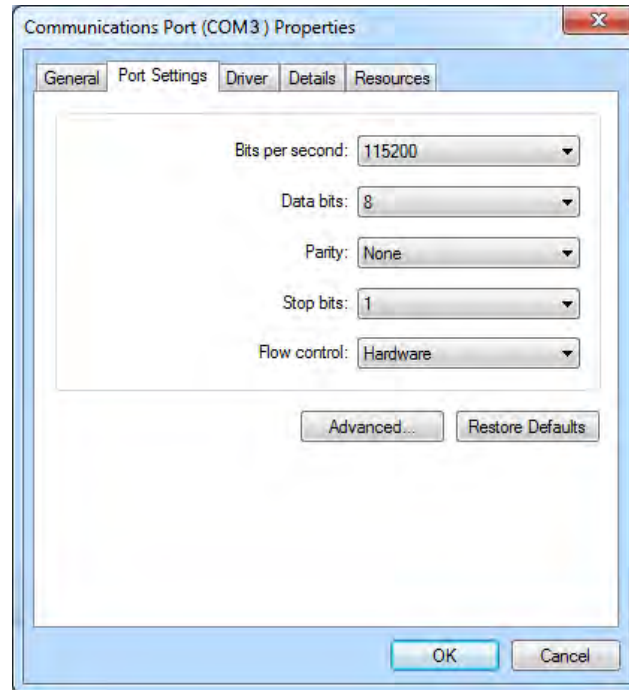 Communications Port (COM3 ) Properties
General Port Settings Driver Details Resources
Bits per second: 115200
Data bits: 8
Parity: None
Stop bits: 1
Flow control: Hardware
Advanced... Restore Defaults
OK Cancel